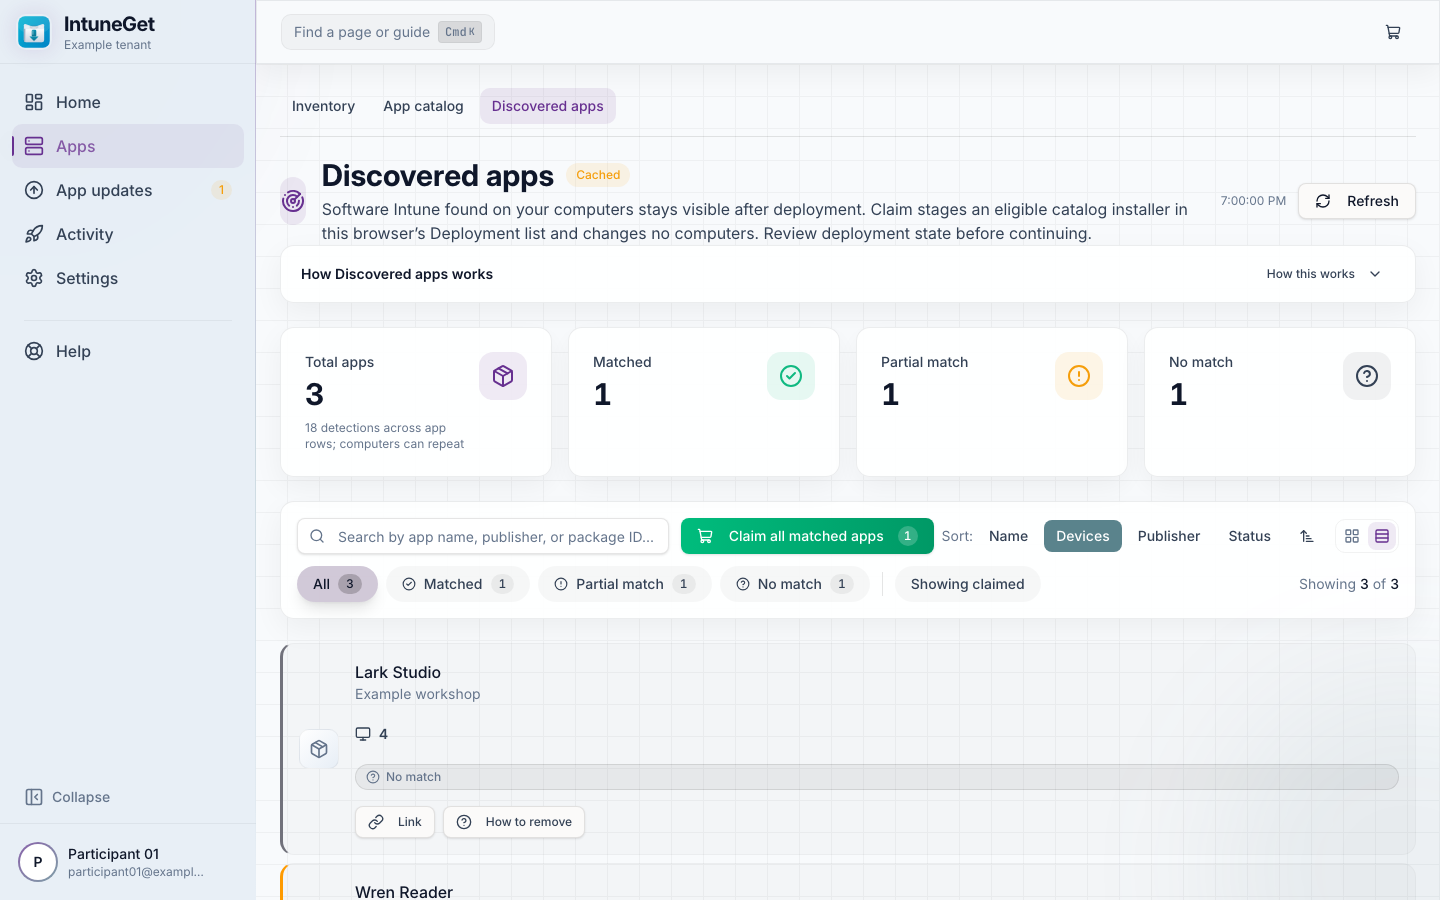 IntuneGet
Example tenant
Find a page or guide Cmd K
Home
Apps
App updates 1
Activity
Settings
Help
Collapse
P
Participant 01
participant01@exampl...
Inventory App catalog Discovered apps
Discovered apps Cached
Software Intune found on your computers stays visible after deployment. Claim stages an eligible catalog installer in
this browser’s Deployment list and changes no computers. Review deployment state before continuing.
7:00:00 PM Refresh
How Discovered apps works How this works
Total apps
3
18 detections across app
rows; computers can repeat
Matched
1
Partial match
1
No match
1
Search by app name, publisher, or package ID... Claim all matched apps 1 Sort: Name Devices Publisher Status
All 3 Matched 1 Partial match 1 No match 1 Showing claimed Showing 3 of 3
Lark Studio
Example workshop
4
No match
Link How to remove
Wren Reader